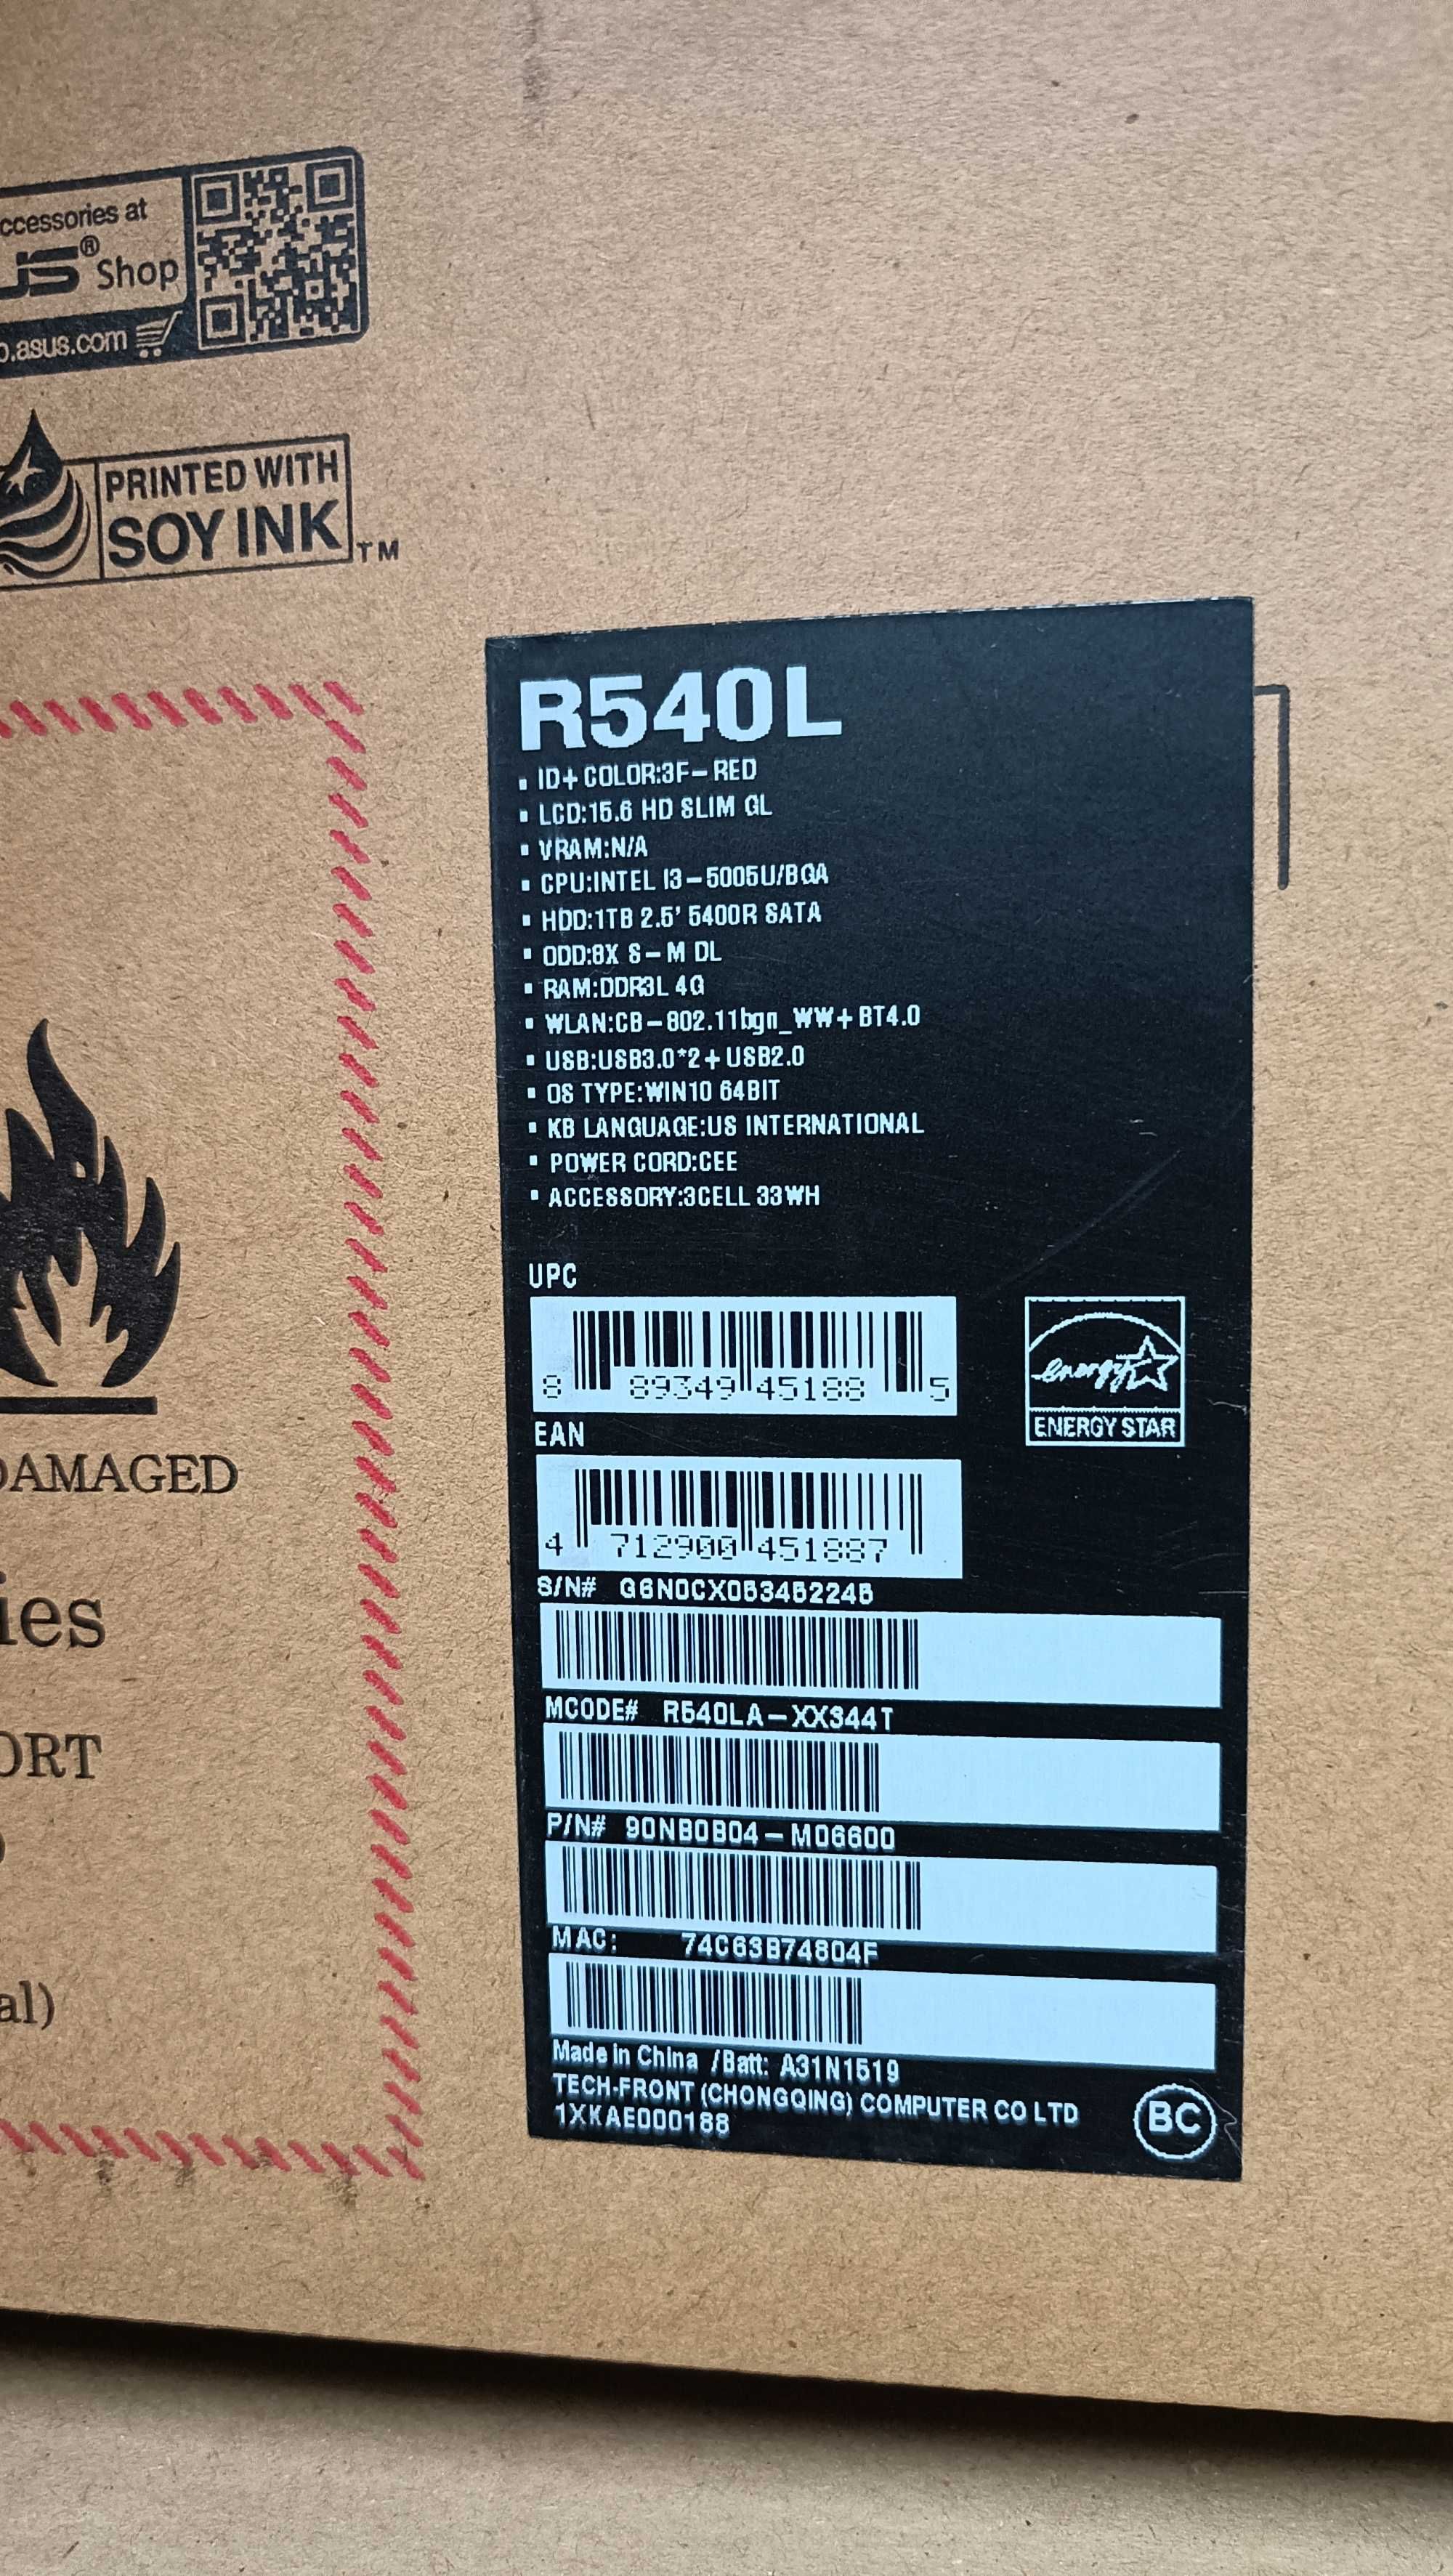 ccessories at
US® Shop
p.asus.com
PRINTED WITH
SOY INK TM
DAMAGED
ies
ORT
al)
R540L
▪ ID+ COLOR:3F-RED
▪ LCD:15.6 HD SLIM GL
▪ VRAM:N/A
▪ CPU:INTEL I3-5005U/BGA
▪ HDD:1TB 2.5' 5400R SATA
▪ ODD:8X S-M DL
▪ RAM:DDR3L 4G
▪ WLAN:CB-802.11bgn_WW+BT4.0
▪ USB:USB3.0*2+USB2.0
▪ OS TYPE:WIN10 64BIT
▪ KB LANGUAGE:US INTERNATIONAL
▪ POWER CORD:CEE
▪ ACCESSORY:3CELL 33WH
UPC
8 89349 45188 5
energy
ENERGY STAR
EAN
4 712900 451887
S/N# G6N0CX053452245
MCODE# R540LA-XX344T
P/N# 90NB0B04-M06600
MAC: 74C63B74804F
Made in China /Batt: A31N1519
TECH-FRONT (CHONGQING) COMPUTER CO LTD
1XKAE000188
BC